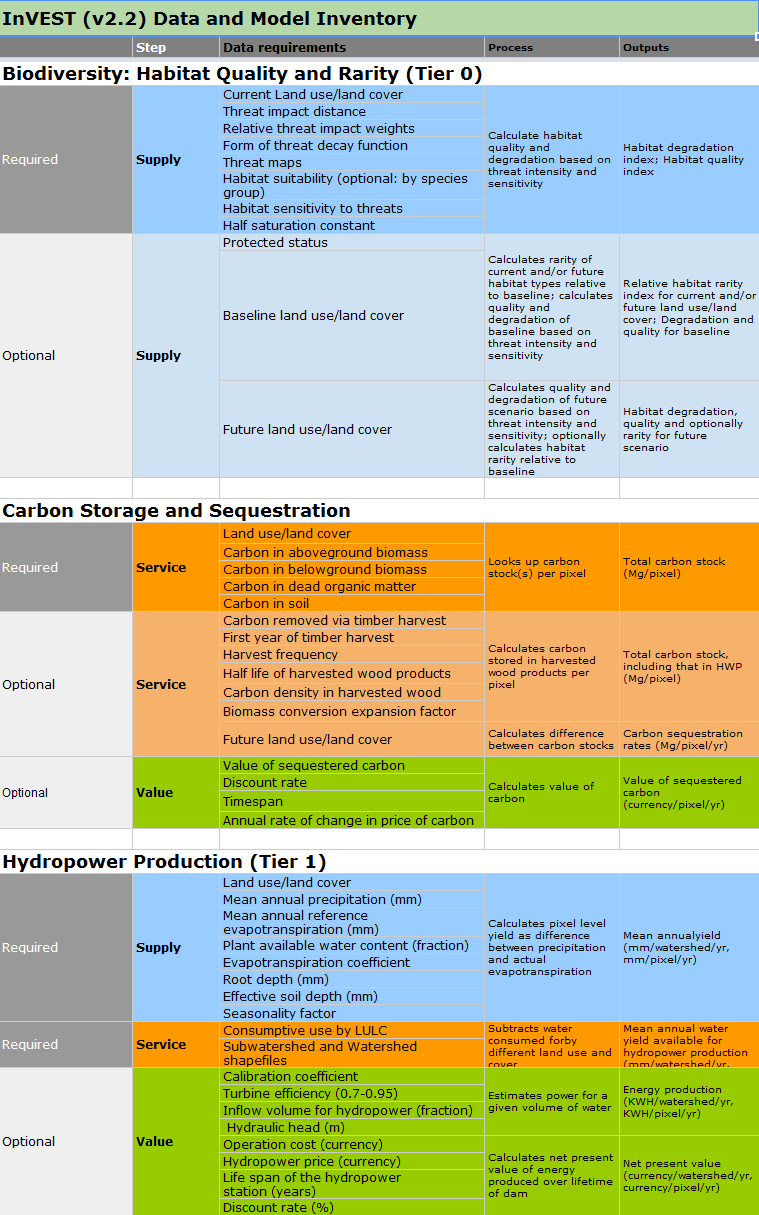 InVEST (v2.2) Data and Model Inventory
Step Data requirements Process Outputs
Biodiversity: Habitat Quality and Rarity (Tier 0)
Required
Supply
Current Land use/land cover
Threat impact distance
Relative threat impact weights
Form of threat decay function
Threat maps
Habitat suitability (optional: by species
group)
Habitat sensitivity to threats
Half saturation constant
Calculate habitat
quality and
degradation based on
threat intensity and
sensitivity
Habitat degradation
index; Habitat quality
index
Optional
Supply
Protected status
Baseline land use/land cover
Calculates rarity of
current and/or future
habitat types relative
to baseline; calculates
quality and
degradation of
baseline based on
threat intensity and
sensitivity
Relative habitat rarity
index for current and/or
future land use/land
cover; Degradation and
quality for baseline
Future land use/land cover
Calculates quality and
degradation of future
scenario based on
threat intensity and
sensitivity; optionally
calculates habitat
rarity relative to
baseline
Habitat degradation,
quality and optionally
rarity for future
scenario
Carbon Storage and Sequestration
Required
Service
Land use/land cover
Carbon in aboveground biomass
Carbon in belowground biomass
Carbon in dead organic matter
Carbon in soil
Looks up carbon
stock(s) per pixel
Total carbon stock
(Mg/pixel)
Optional
Service
Carbon removed via timber harvest
First year of timber harvest
Harvest frequency
Half life of harvested wood products
Carbon density in harvested wood
Biomass conversion expansion factor
Calculates carbon
stored in harvested
wood products per
pixel
Total carbon stock,
including that in HWP
(Mg/pixel)
Future land use/land cover
Calculates difference
between carbon stocks
Carbon sequestration
rates (Mg/pixel/yr)
Optional
Value
Value of sequestered carbon
Discount rate
Timespan
Annual rate of change in price of carbon
Calculates value of
carbon
Value of sequestered
carbon
(currency/pixel/yr)
Hydropower Production (Tier 1)
Required
Supply
Land use/land cover
Mean annual precipitation (mm)
Mean annual reference
evapotranspiration (mm)
Plant available water content (fraction)
Evapotranspiration coefficient
Root depth (mm)
Effective soil depth (mm)
Seasonality factor
Calculates pixel level
yield as difference
between precipitation
and actual
evapotranspiration
Mean annualyield
(mm/watershed/yr,
mm/pixel/yr)
Required
Service
Consumptive use by LULC
Subwatershed and Watershed
shapefiles
Subtracts water
consumed forby
different land use and
cover
Mean annual water
yield available for
hydropower production
(mm/watershed/yr,
Optional
Value
Calibration coefficient
Turbine efficiency (0.7-0.95)
Inflow volume for hydropower (fraction)
Hydraulic head (m)
Estimates power for a
given volume of water
Energy production
(KWH/watershed/yr,
KWH/pixel/yr)
Operation cost (currency)
Hydropower price (currency)
Life span of the hydropower
station (years)
Discount rate (%)
Calculates net present
value of energy
produced over lifetime
of dam
Net present value
(currency/watershed/yr,
currency/pixel/yr)